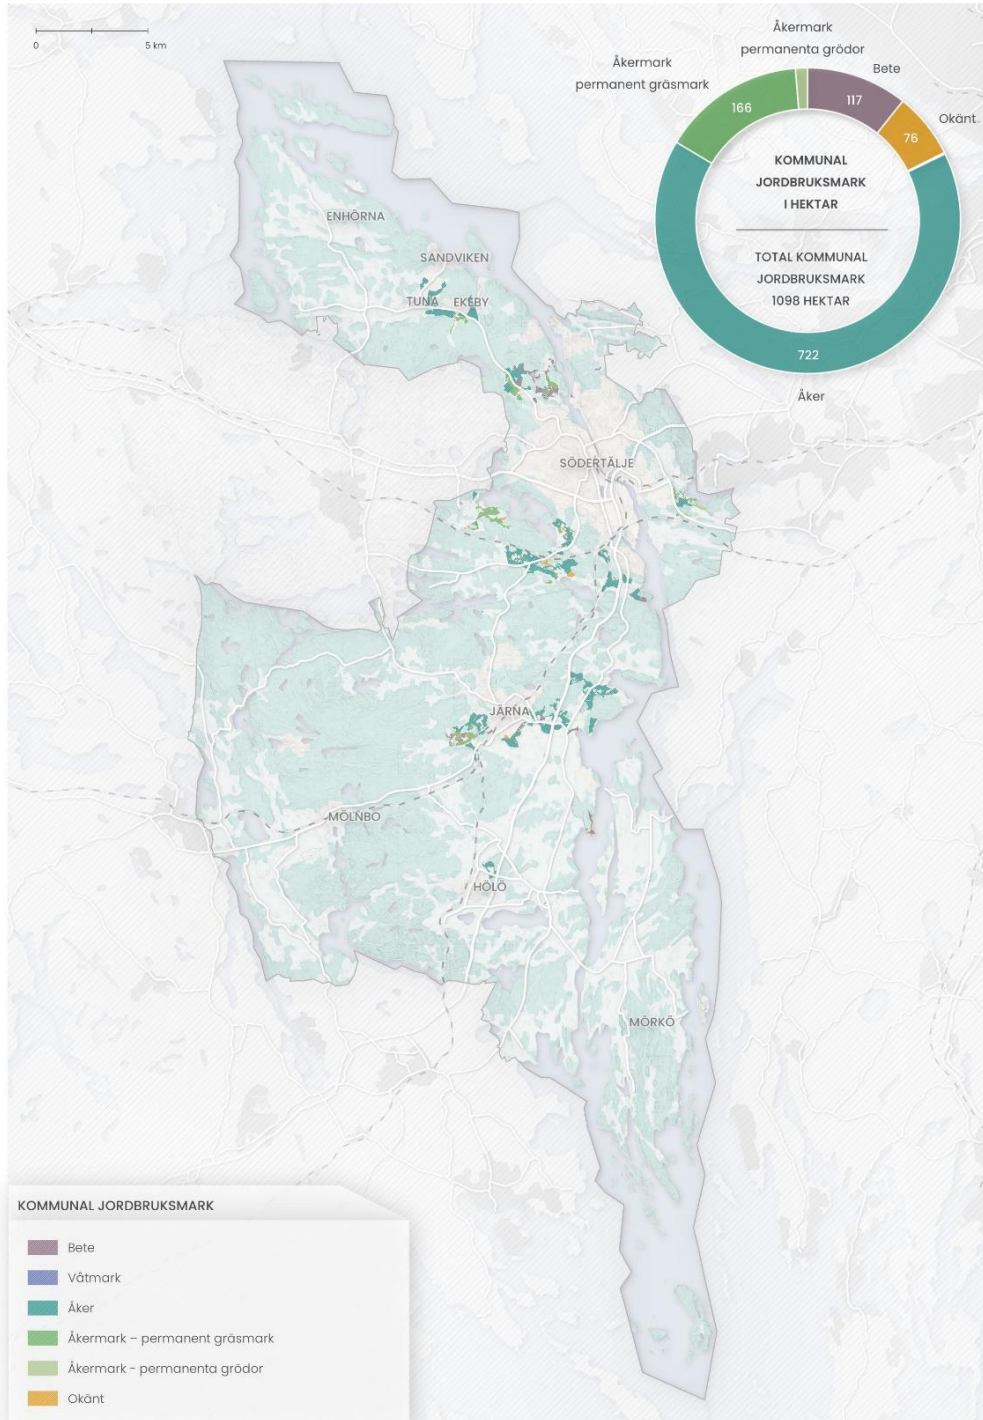 0
5 km
Åkermark
permanenta grödor
Åkermark
permanent gräsmark
Bete
Okänt
166
117
76
KOMMUNAL
JORDBRUKSMARK
I HEKTAR
TOTAL KOMMUNAL
JORDBRUKSMARK
1098 HEKTAR
722
Åker
ENHÖRNA
SANDVIKEN
TUNA
EKEBY
SÖDERTÄLJE
JÄRNA
MÖLNBO
HÖLÖ
MÖRKÖ
KOMMUNAL JORDBRUKSMARK
Bete
Våtmark
Åker
Åkermark – permanent gräsmark
Åkermark - permanenta grödor
Okänt